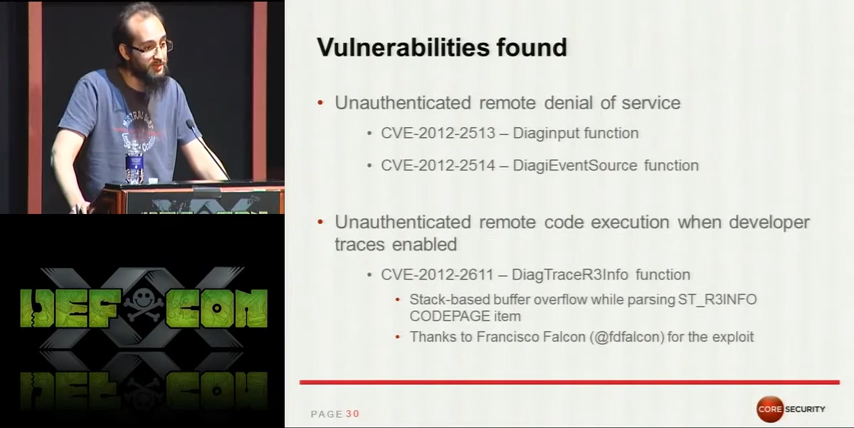 Vulnerabilities found
• Unauthenticated remote denial of service
• CVE-2012-2513 – Diaginput function
• CVE-2012-2514 – DiagiEventSource function
• Unauthenticated remote code execution when developer
traces enabled
• CVE-2012-2611 – DiagTraceR3Info function
• Stack-based buffer overflow while parsing ST_R3INFO
CODEPAGE item
• Thanks to Francisco Falcon (@fdfalcon) for the exploit
PAGE 30
CORE SECURITY
DEF CON
XX